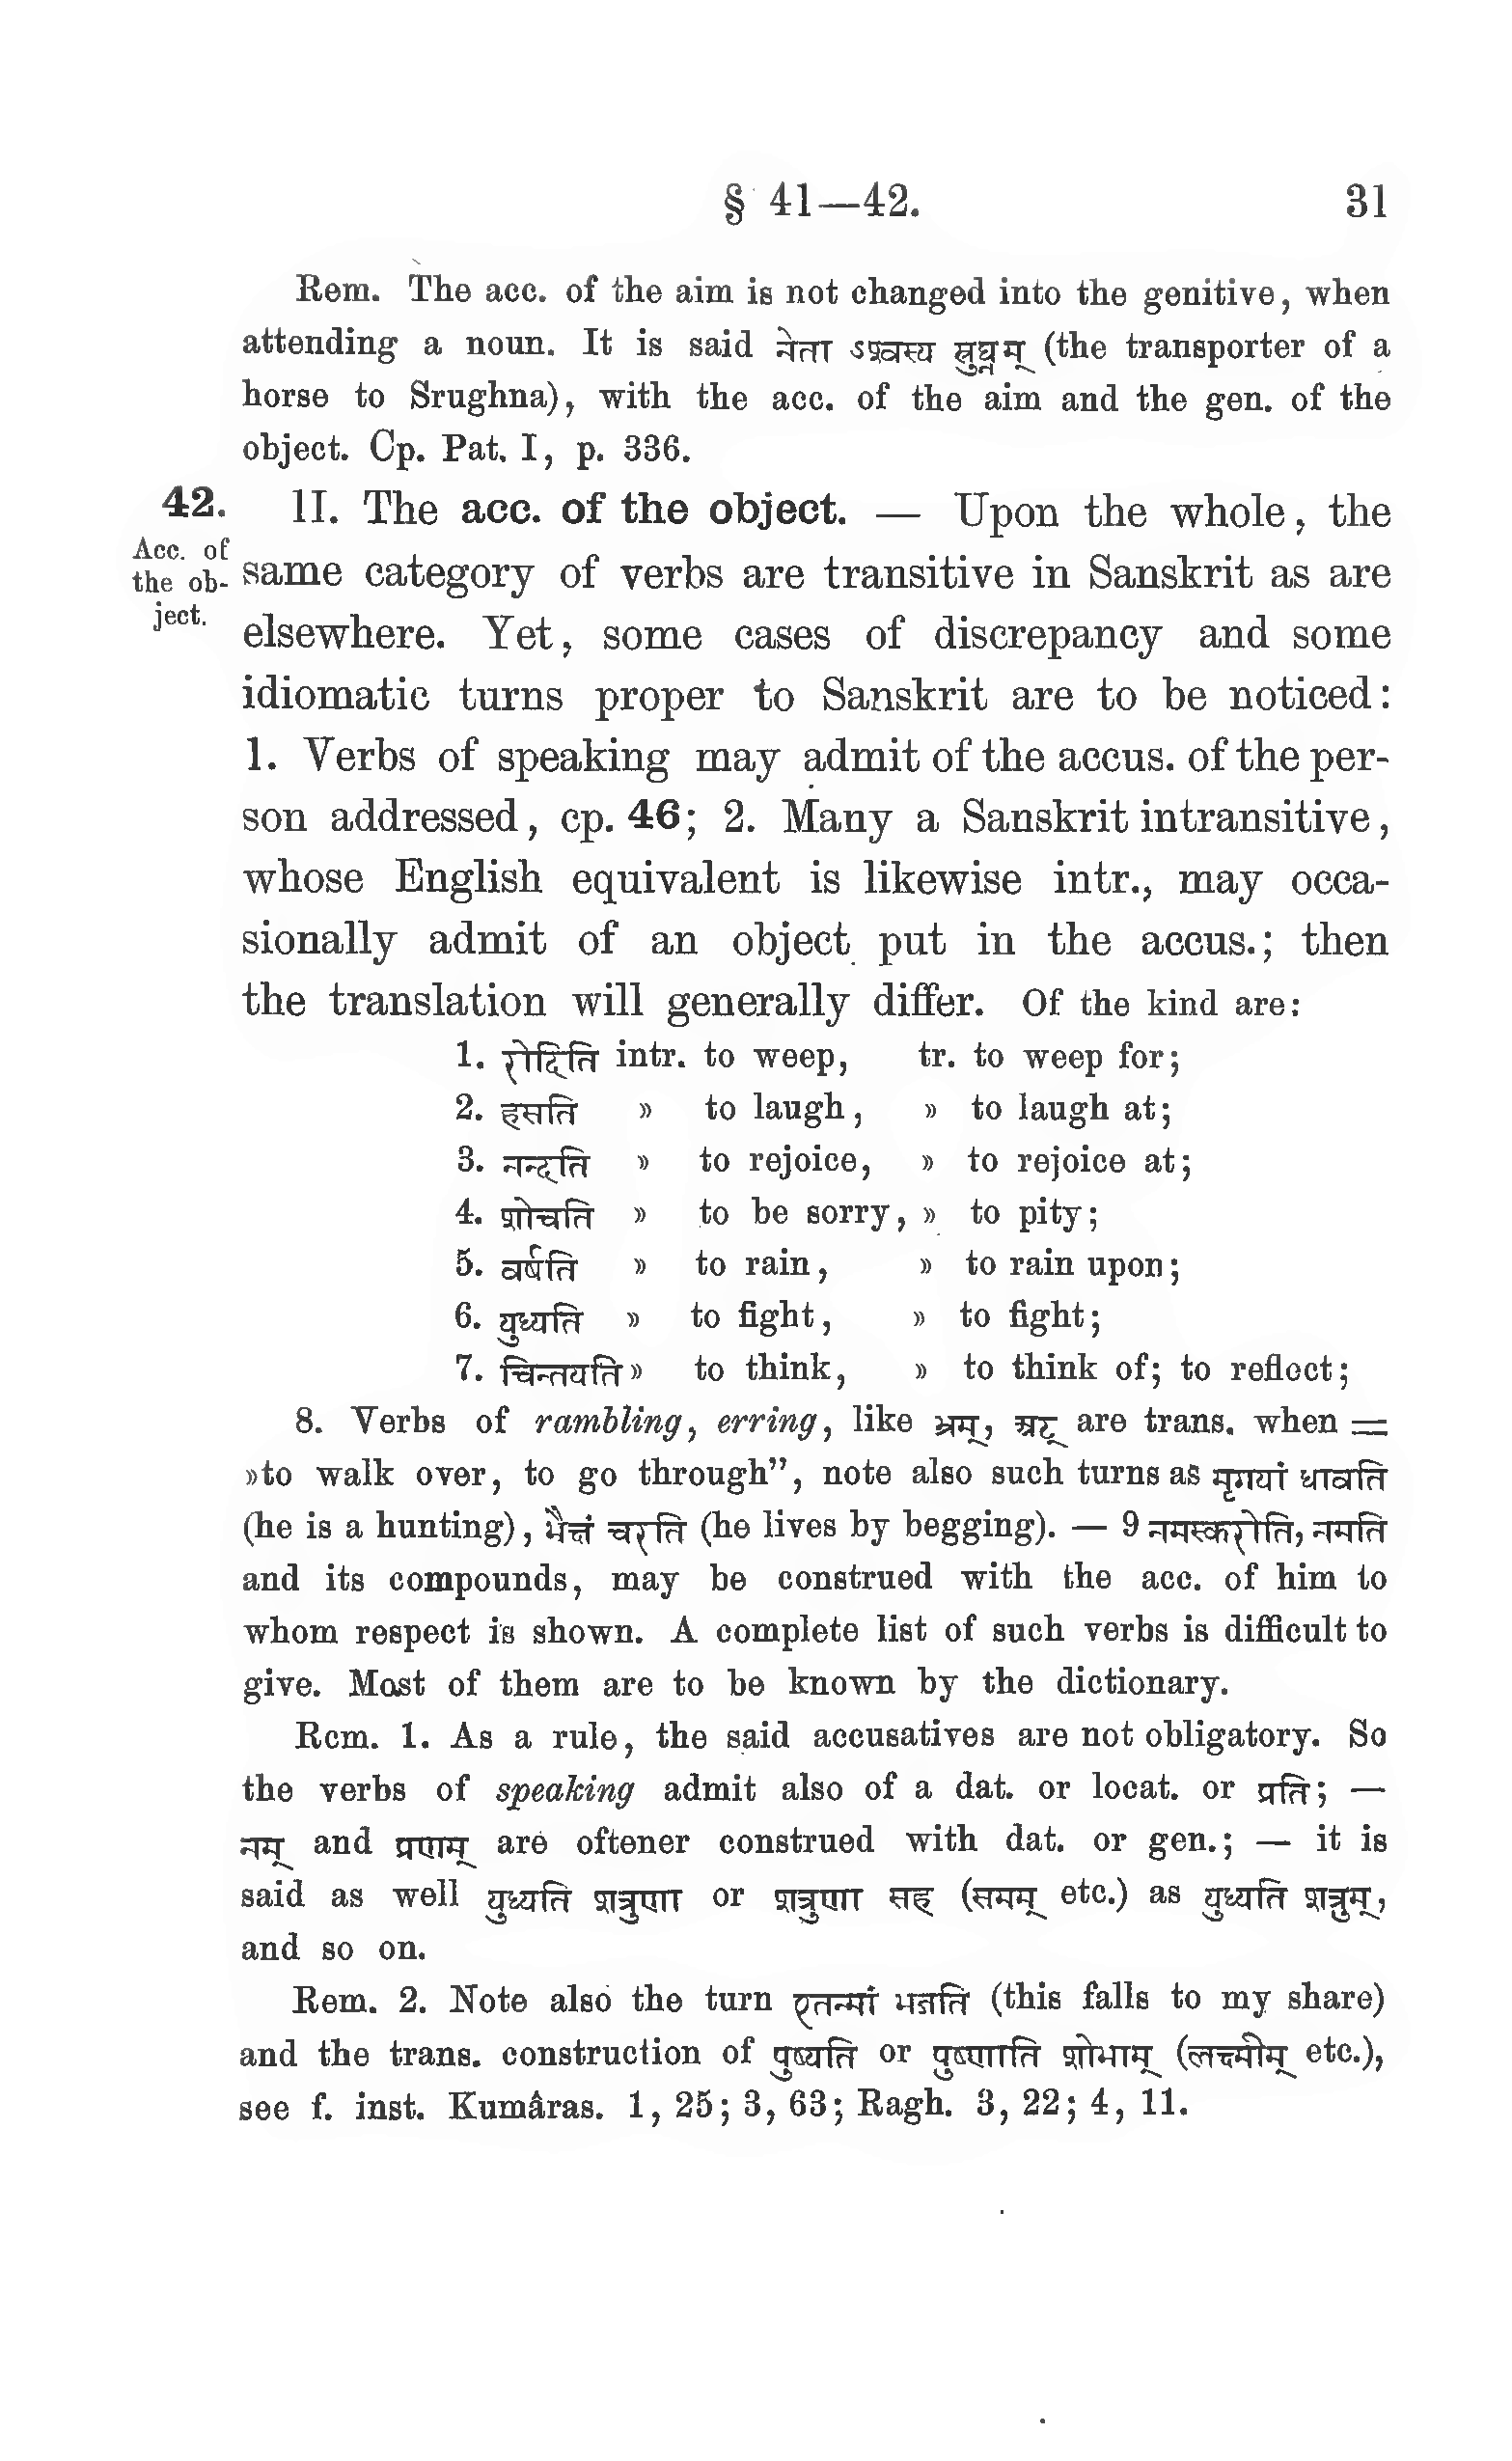 § 41—42. 31
Rem. The acc. of the aim is not changed into the genitive, when
attending a noun. It is said नेता ऽश्वस्य स्रुघ्नम् (the transporter of a
horse to Srughna), with the acc. of the aim and the gen. of the
object. Cp. Pat. I, p. 336.
42. II. The acc. of the object. — Upon the whole, the
Acc. of
the ob-
ject.
same category of verbs are transitive in Sanskrit as are
elsewhere. Yet, some cases of discrepancy and some
idiomatic turns proper to Sanskrit are to be noticed:
1. Verbs of speaking may admit of the accus. of the per-
son addressed, cp. 46; 2. Many a Sanskrit intransitive,
whose English equivalent is likewise intr., may occa-
sionally admit of an object put in the accus.; then
the translation will generally differ. Of the kind are:
1. रोदिति intr. to weep, tr. to weep for;
2. हसति » to laugh, » to laugh at;
3. नन्दति » to rejoice, » to rejoice at;
4. शोचति » to be sorry, » to pity;
5. वर्षति » to rain, » to rain upon;
6. युध्यति » to fight, » to fight;
7. चिन्तयति » to think, » to think of; to reflect;
8. Verbs of rambling, erring, like भ्रम्, अट् are trans. when =
»to walk over, to go through”, note also such turns as मृगयां धावति
(he is a hunting), भैक्षं चरति (he lives by begging). — 9 नमस्करोति, नमति
and its compounds, may be construed with the acc. of him to
whom respect is shown. A complete list of such verbs is difficult to
give. Most of them are to be known by the dictionary.
Rem. 1. As a rule, the said accusatives are not obligatory. So
the verbs of speaking admit also of a dat. or locat. or प्रति; —
नम् and प्रणम् are oftener construed with dat. or gen.; — it is
said as well युध्यति शत्रुणा or शत्रुणा सह (समम् etc.) as युध्यति शत्रुम्,
and so on.
Rem. 2. Note also the turn एतन्मां भजति (this falls to my share)
and the trans. construction of पुष्यति or पुष्णाति शोभाम् (लक्ष्मीम् etc.),
see f. inst. Kumâras. 1, 25; 3, 63; Ragh. 3, 22; 4, 11.